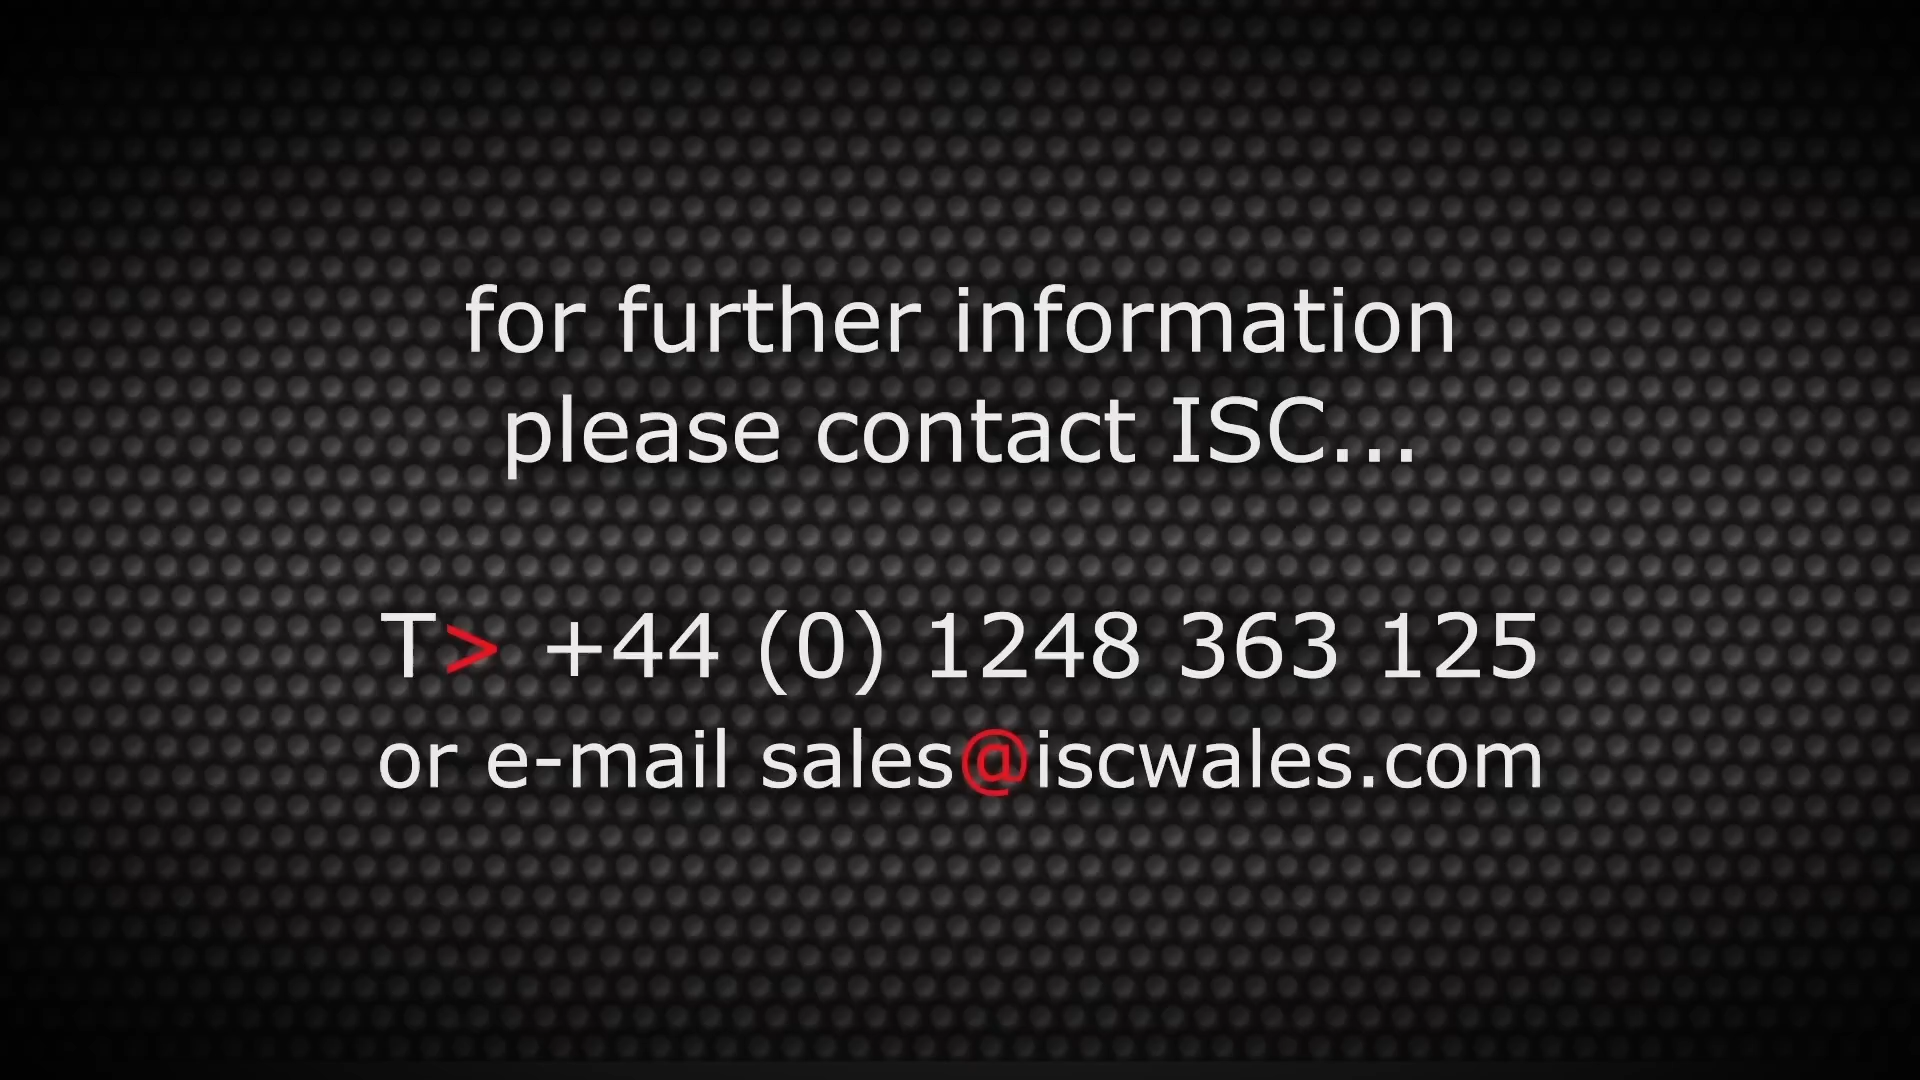 for further information
please contact ISC...
T> +44 (0) 1248 363 125
or e-mail sales@iscwales.com